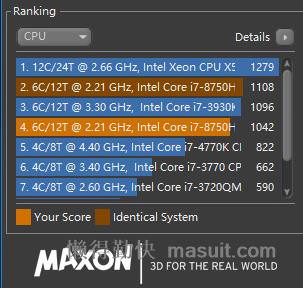 Ranking
CPU
Details
1. 12C/24T @ 2.66 GHz, Intel Xeon CPU X5 1279
2. 6C/12T @ 2.21 GHz, Intel Core i7-8750H 1108
3. 6C/12T @ 3.30 GHz, Intel Core i7-3930K 1096
4. 6C/12T @ 2.21 GHz, Intel Core i7-8750H 1042
5. 4C/8T @ 4.40 GHz, Intel Core i7-4770K CI 822
6. 4C/8T @ 3.40 GHz, Intel Core i7-3770 CP 662
7. 4C/8T @ 2.60 GHz, Intel Core i7-3720QM 590
Your Score Identical System
懒得勤快 masuit.com
MAXON 3D FOR THE REAL WORLD